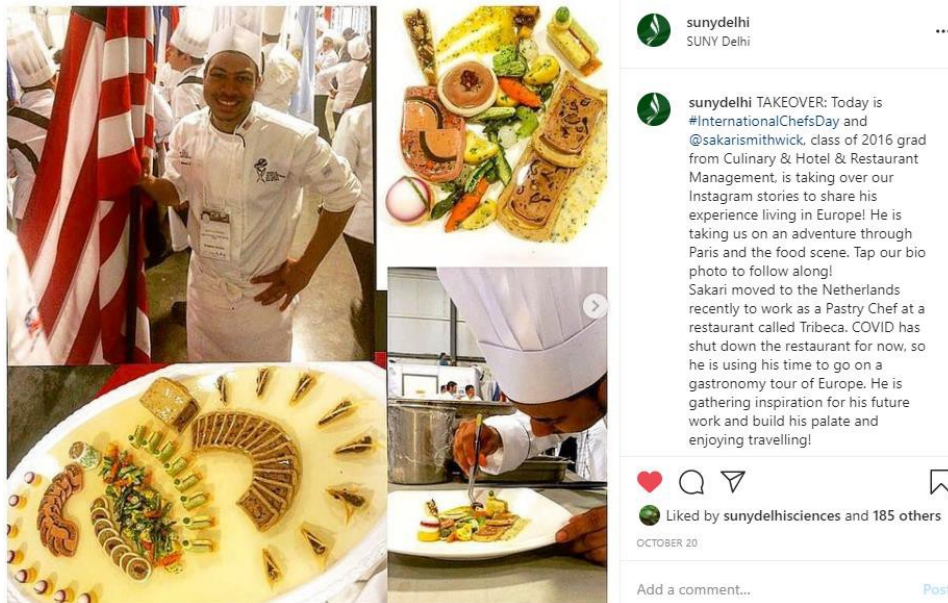 sunydelhi
SUNY Delhi
sunydelhi TAKEOVER: Today is
#InternationalChefsDay and
@sakarismithwick, class of 2016 grad
from Culinary & Hotel & Restaurant
Management, is taking over our
Instagram stories to share his
experience living in Europe! He is
taking us on an adventure through
Paris and the food scene. Tap our bio
photo to follow along!
Sakari moved to the Netherlands
recently to work as a Pastry Chef at a
restaurant called Tribeca. COVID has
shut down the restaurant for now, so
he is using his time to go on a
gastronomy tour of Europe. He is
gathering inspiration for his future
work and build his palate and
enjoying travelling!
Liked by sunydelhisciences and 185 others
OCTOBER 20
Add a comment...
Post